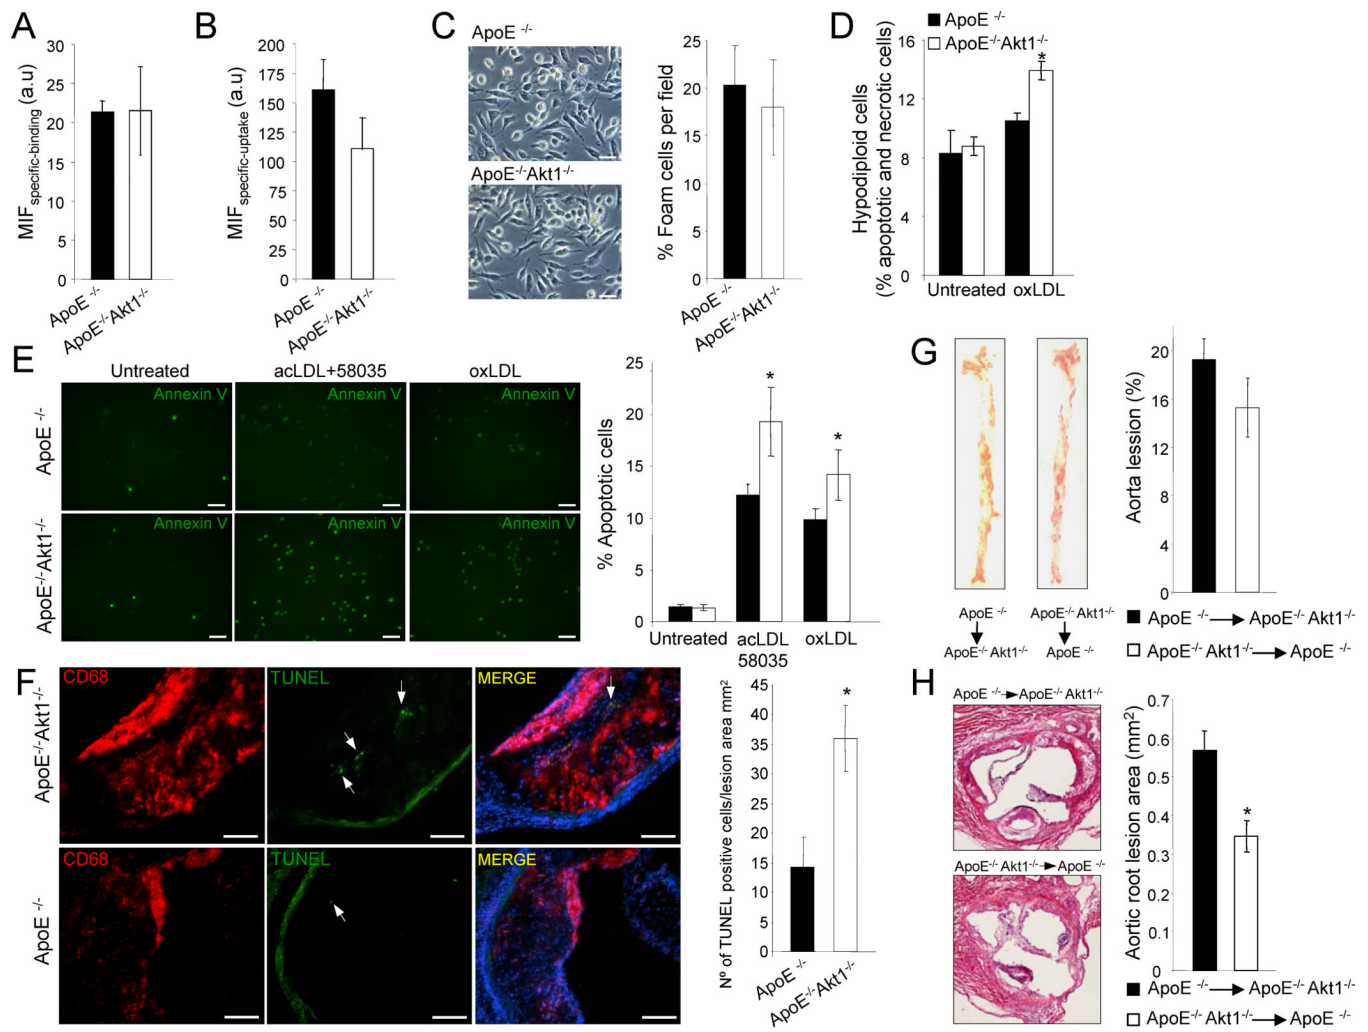 A
MIFspecific-binding (a.u)
30
25
20
15
10
5
0
ApoE -/-
ApoE-/-Akt1-/-
B
MIFspecific-uptake (a.u)
200
175
150
125
100
75
50
25
0
ApoE -/-
ApoE-/-Akt1-/-
C
ApoE -/-
ApoE-/-Akt1-/-
% Foam cells per field
25
20
15
10
5
0
ApoE -/-
ApoE-/-Akt1-/-
D
ApoE -/-
ApoE-/-Akt1-/-
Hypodiploid cells
(% apoptotic and necrotic cells)
16
12
8
4
0
*
Untreated oxLDL
E
Untreated acLDL+58035 oxLDL
ApoE -/-
Annexin V Annexin V Annexin V
ApoE-/-Akt1-/-
Annexin V Annexin V Annexin V
% Apoptotic cells
25
20
15
10
5
0
* *
Untreated acLDL oxLDL
58035
F
ApoE-/-Akt1-/-
CD68 TUNEL MERGE
ApoE -/-
CD68 TUNEL MERGE
Nº of TUNEL positive cells/lesion area mm2
45
40
35
30
25
20
15
10
5
0
*
ApoE -/-
ApoE-/-Akt1-/-
G
ApoE -/- ApoE-/- Akt1-/-
ApoE-/- Akt1-/- ApoE -/-
Aorta lession (%)
20
16
12
8
4
0
ApoE -/- → ApoE-/- Akt1-/-
ApoE-/- Akt1-/- → ApoE -/-
H
ApoE -/- → ApoE-/- Akt1-/-
ApoE-/- Akt1-/- → ApoE -/-
Aortic root lesion area (mm2)
0.7
0.6
0.5
0.4
0.3
0.2
0.1
0
*
ApoE -/- → ApoE-/- Akt1-/-
ApoE-/- Akt1-/- → ApoE -/-